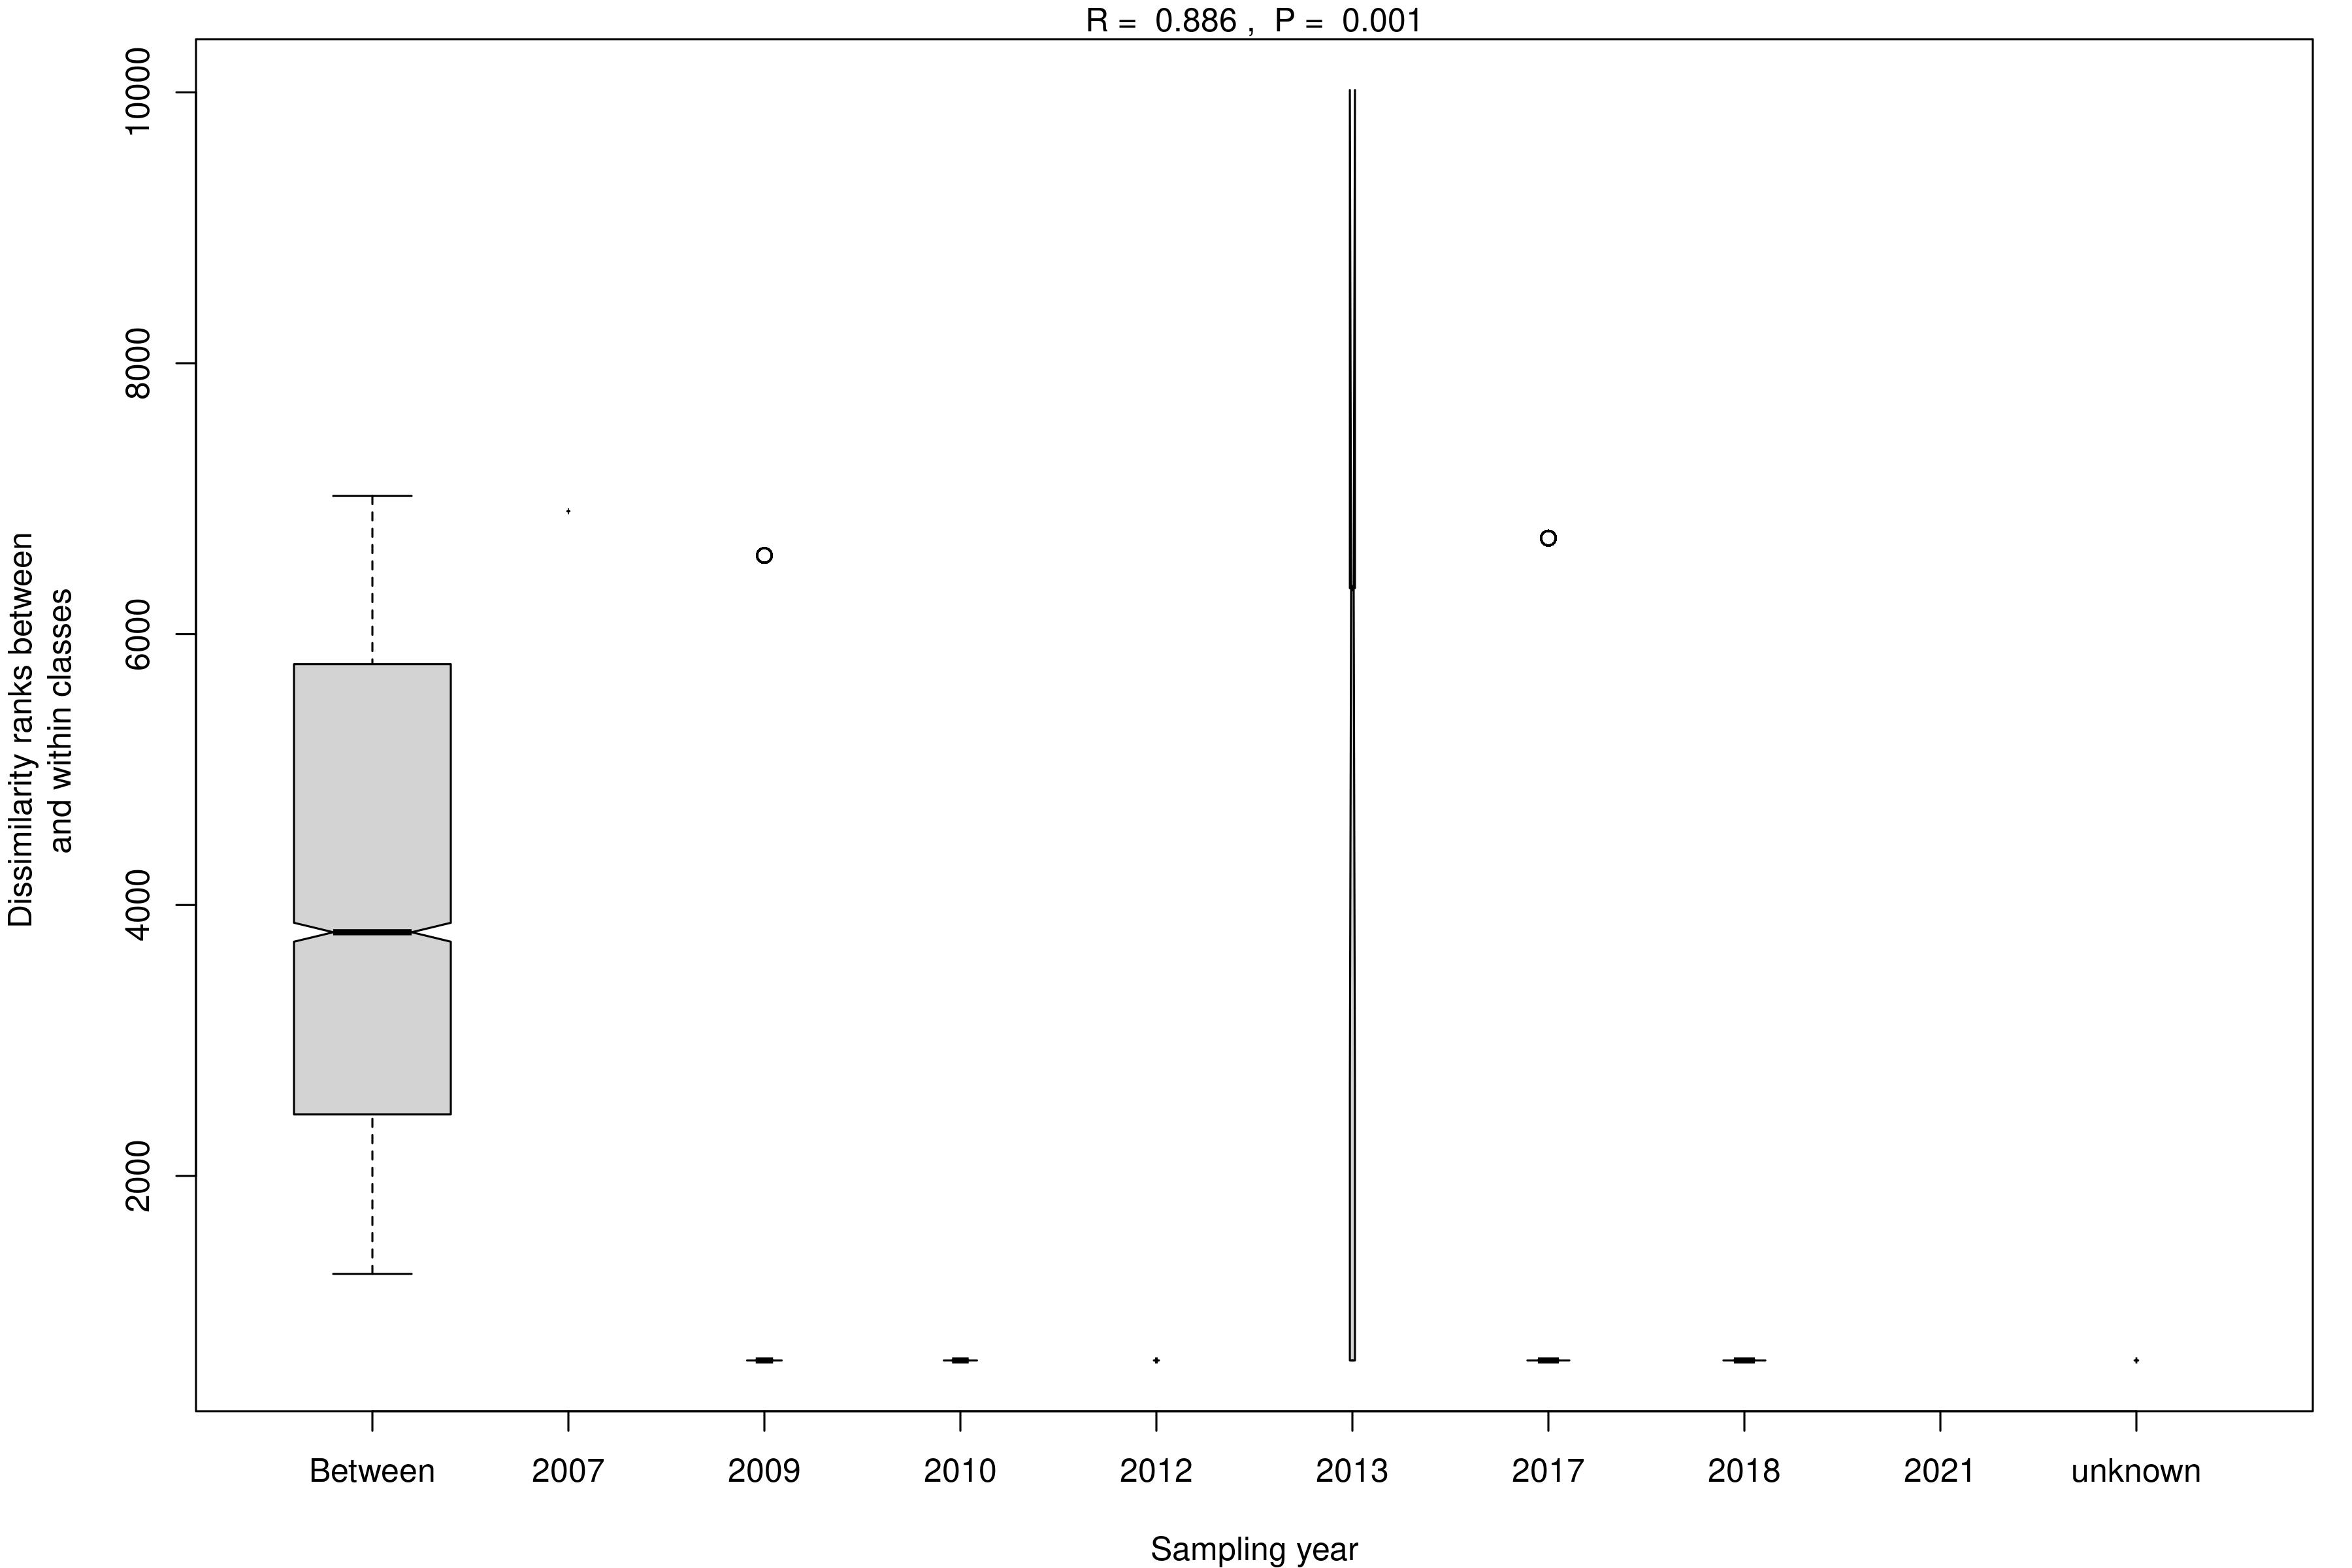 R = 0.886 , P = 0.001
Dissimilarity ranks between
and within classes
10000
8000
6000
4000
2000
Between 2007 2009 2010 2012 2013 2017 2018 2021 unknown
Sampling year